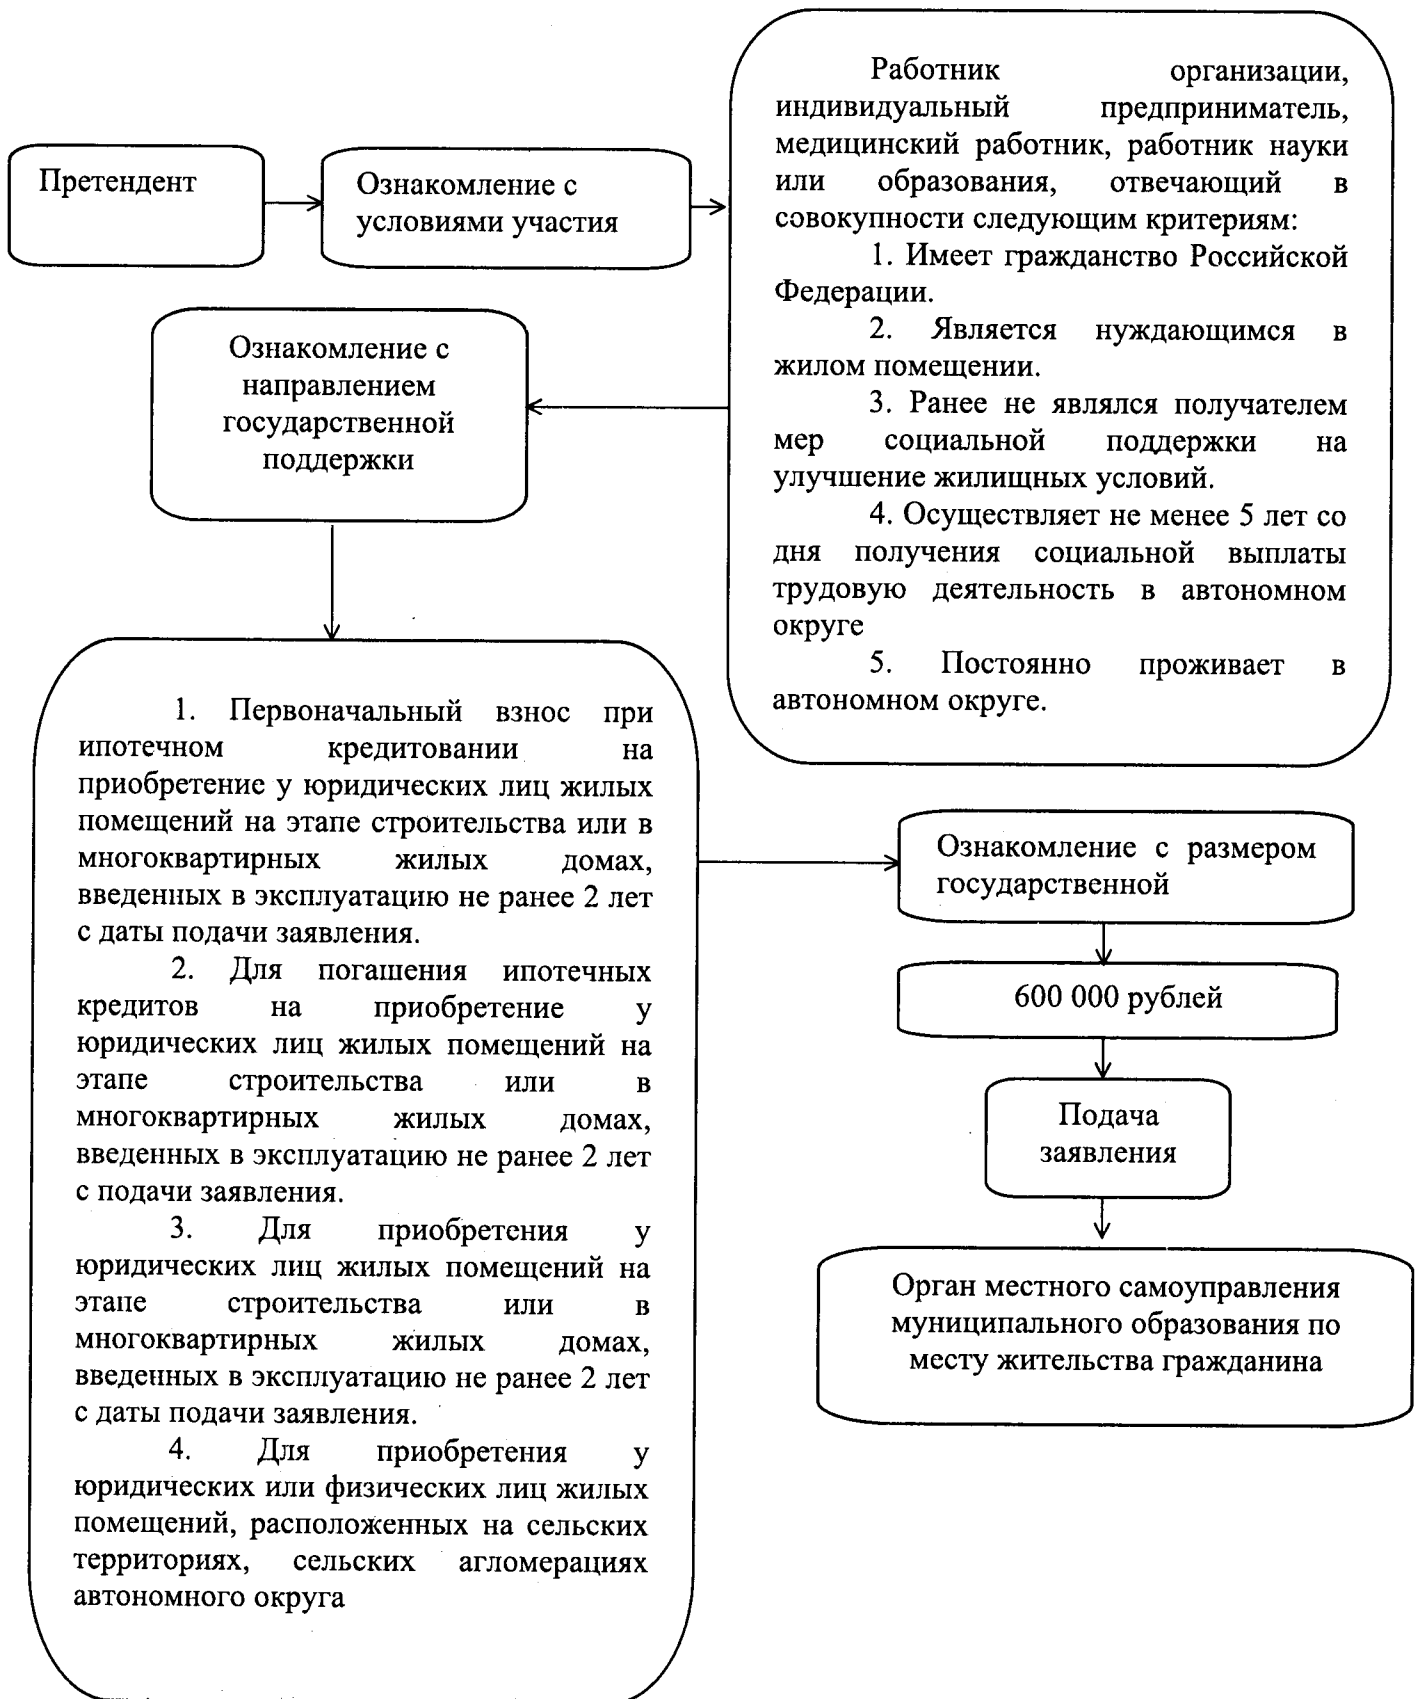 Претендент
Ознакомление с
условиями участия
Работник организации,
индивидуальный предприниматель,
медицинский работник, работник науки
или образования, отвечающий в
совокупности следующим критериям:
1. Имеет гражданство Российской
Федерации.
2. Является нуждающимся в
жилом помещении.
3. Ранее не являлся получателем
мер социальной поддержки на
улучшение жилищных условий.
4. Осуществляет не менее 5 лет со
дня получения социальной выплаты
трудовую деятельность в автономном
округе
5. Постоянно проживает в
автономном округе.
Ознакомление с
направлением
государственной
поддержки
1. Первоначальный взнос при
ипотечном кредитовании на
приобретение у юридических лиц жилых
помещений на этапе строительства или в
многоквартирных жилых домах,
введенных в эксплуатацию не ранее 2 лет
с даты подачи заявления.
2. Для погашения ипотечных
кредитов на приобретение у
юридических лиц жилых помещений на
этапе строительства или в
многоквартирных жилых домах,
введенных в эксплуатацию не ранее 2 лет
с подачи заявления.
3. Для приобретения у
юридических лиц жилых помещений на
этапе строительства или в
многоквартирных жилых домах,
введенных в эксплуатацию не ранее 2 лет
с даты подачи заявления.
4. Для приобретения у
юридических или физических лиц жилых
помещений, расположенных на сельских
территориях, сельских агломерациях
автономного округа
Ознакомление с размером
государственной
600 000 рублей
Подача
заявления
Орган местного самоуправления
муниципального образования по
месту жительства гражданина